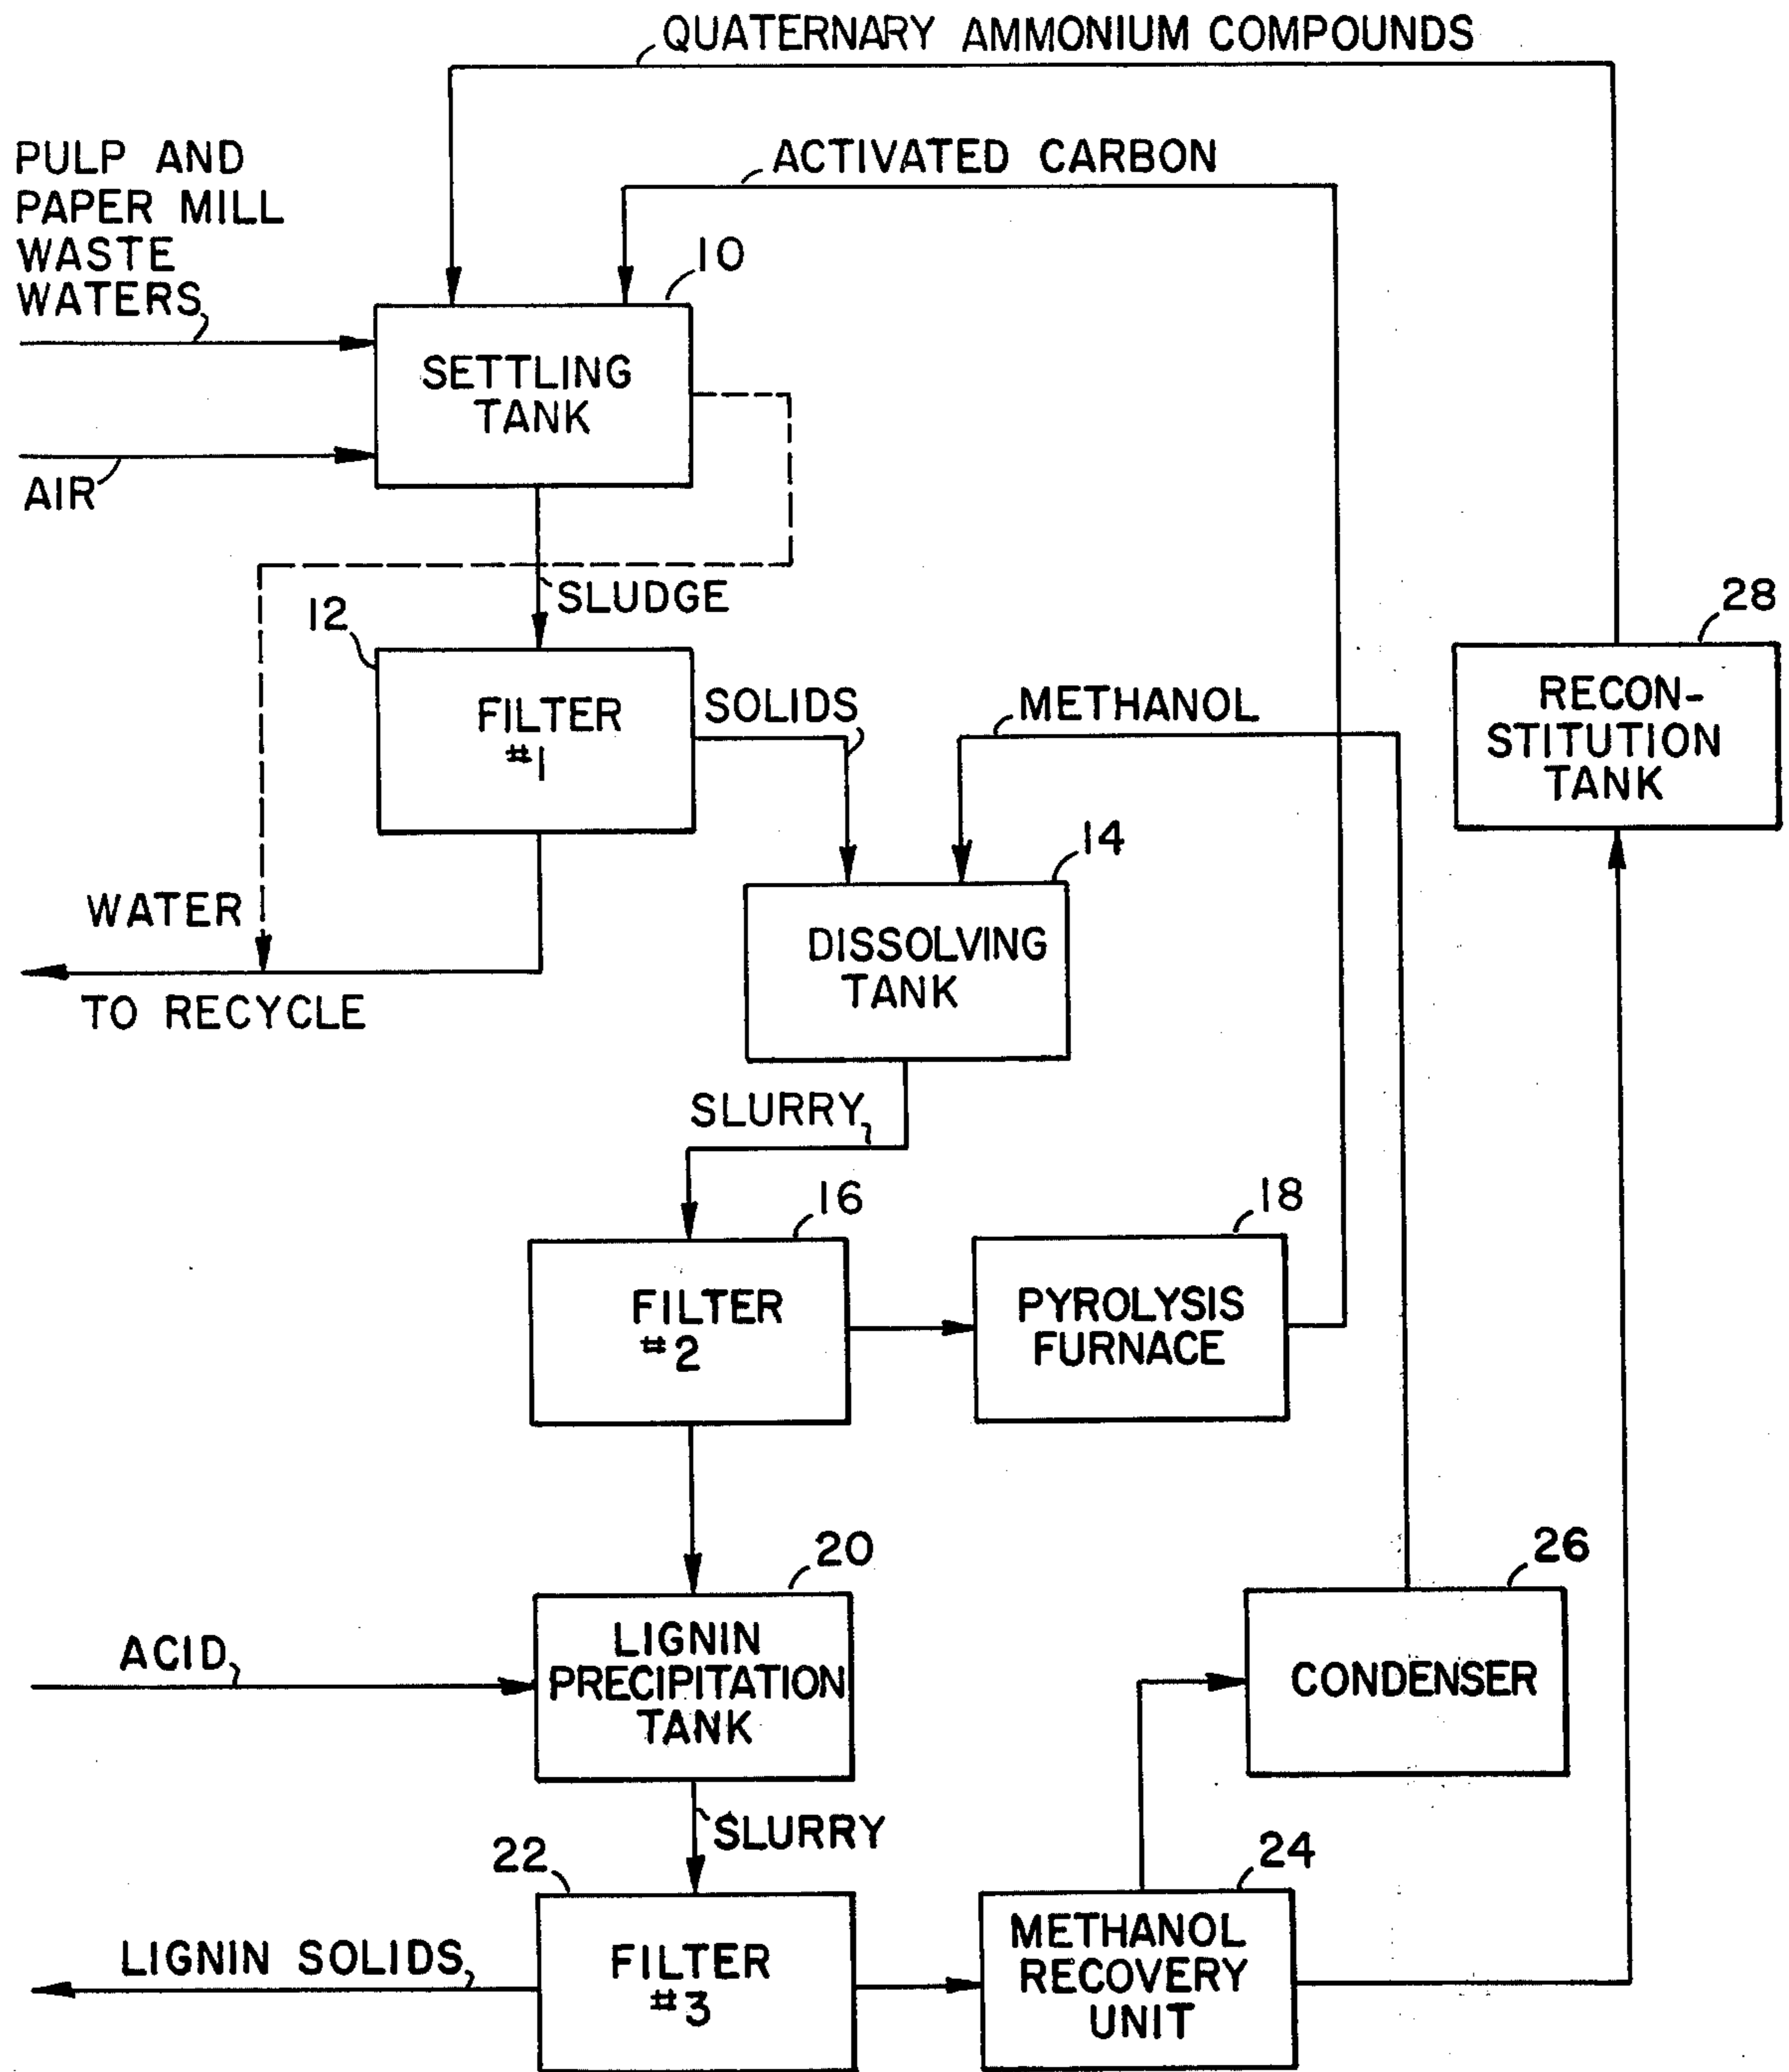 QUATERNARY AMMONIUM COMPOUNDS
PULP AND
PAPER MILL
WASTE
WATERS
ACTIVATED CARBON
10
SETTLING
TANK
AIR
SLUDGE
12
28
FILTER
#1
SOLIDS
METHANOL
RECON-
STITUTION
TANK
14
WATER
DISSOLVING
TANK
TO RECYCLE
SLURRY
16
18
FILTER
#2
PYROLYSIS
FURNACE
20
26
ACID
LIGNIN
PRECIPITATION
TANK
CONDENSER
SLURRY
22
24
LIGNIN SOLIDS
FILTER
#3
METHANOL
RECOVERY
UNIT